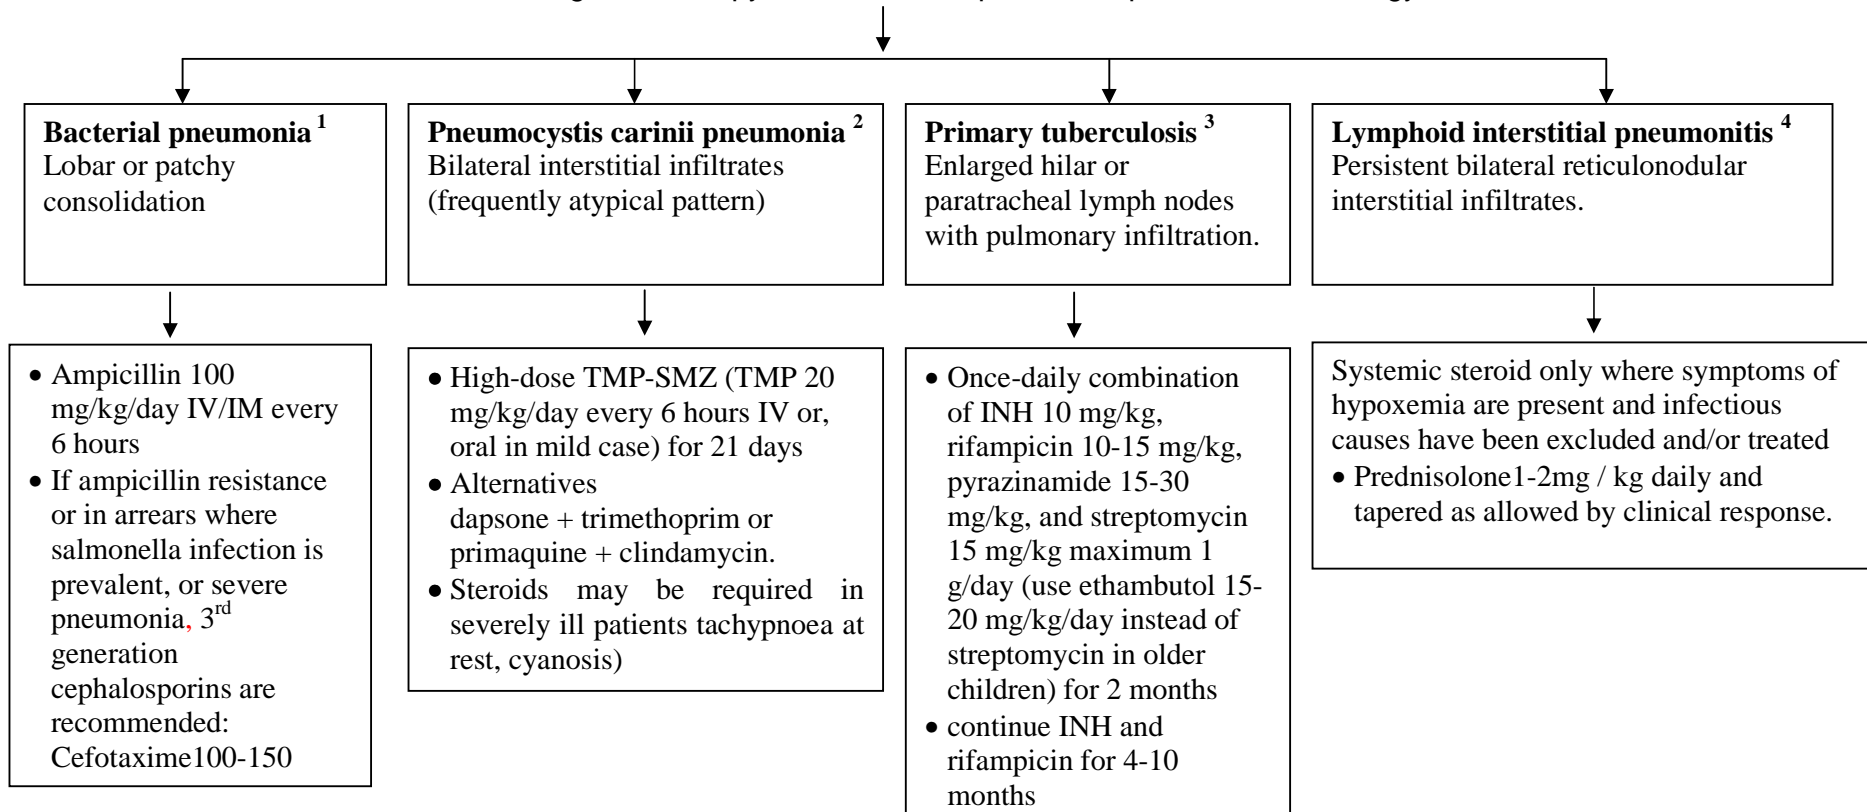 Bacterial pneumonia 1
Lobar or patchy
consolidation
Pneumocystis carinii pneumonia 2
Bilateral interstitial infiltrates
(frequently atypical pattern)
Primary tuberculosis 3
Enlarged hilar or
paratracheal lymph nodes
with pulmonary infiltration.
Lymphoid interstitial pneumonitis 4
Persistent bilateral reticulonodular
interstitial infiltrates.
• Ampicillin 100
mg/kg/day IV/IM every
6 hours
• If ampicillin resistance
or in arrears where
salmonella infection is
prevalent, or severe
pneumonia, 3rd
generation
cephalosporins are
recommended:
Cefotaxime100-150
• High-dose TMP-SMZ (TMP 20
mg/kg/day every 6 hours IV or,
oral in mild case) for 21 days
• Alternatives
dapsone + trimethoprim or
primaquine + clindamycin.
• Steroids may be required in
severely ill patients tachypnoea at
rest, cyanosis)
• Once-daily combination
of INH 10 mg/kg,
rifampicin 10-15 mg/kg,
pyrazinamide 15-30
mg/kg, and streptomycin
15 mg/kg maximum 1
g/day (use ethambutol 15-
20 mg/kg/day instead of
streptomycin in older
children) for 2 months
• continue INH and
rifampicin for 4-10
months
Systemic steroid only where symptoms of
hypoxemia are present and infectious
causes have been excluded and/or treated
• Prednisolone1-2mg / kg daily and
tapered as allowed by clinical response.